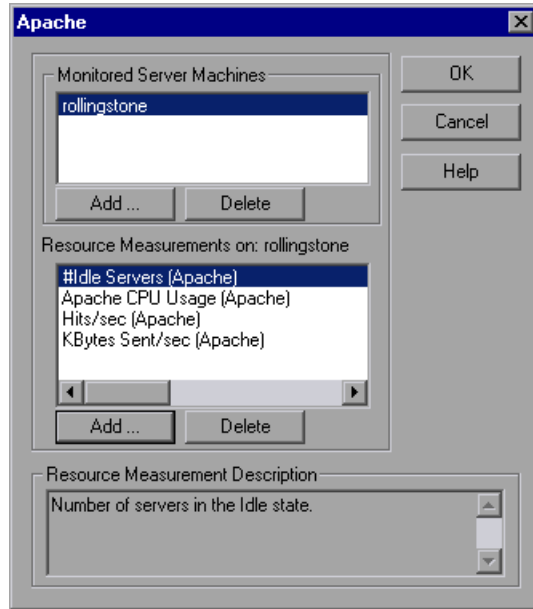 Apache
Monitored Server Machines
rollingstone
Add ...
Delete
OK
Cancel
Help
Resource Measurements on: rollingstone
#Idle Servers (Apache)
Apache CPU Usage (Apache)
Hits/sec (Apache)
KBytes Sent/sec (Apache)
Add ...
Delete
Resource Measurement Description
Number of servers in the Idle state.